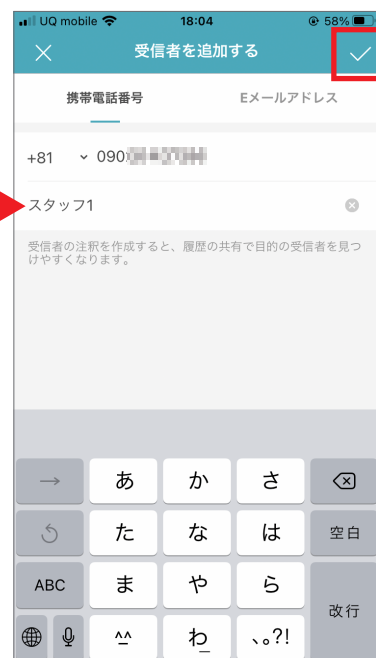 UQ mobile 18:04 58%
受信者を追加する
携帯電話番号 Eメールアドレス
+81 090
スタッフ1
受信者の注釈を作成すると、履歴の共有で目的の受信者を見つ
けやすくなります。
→ あ か さ
た な は 空白
ABC ま や ら
改行
^^ わ 、。?!